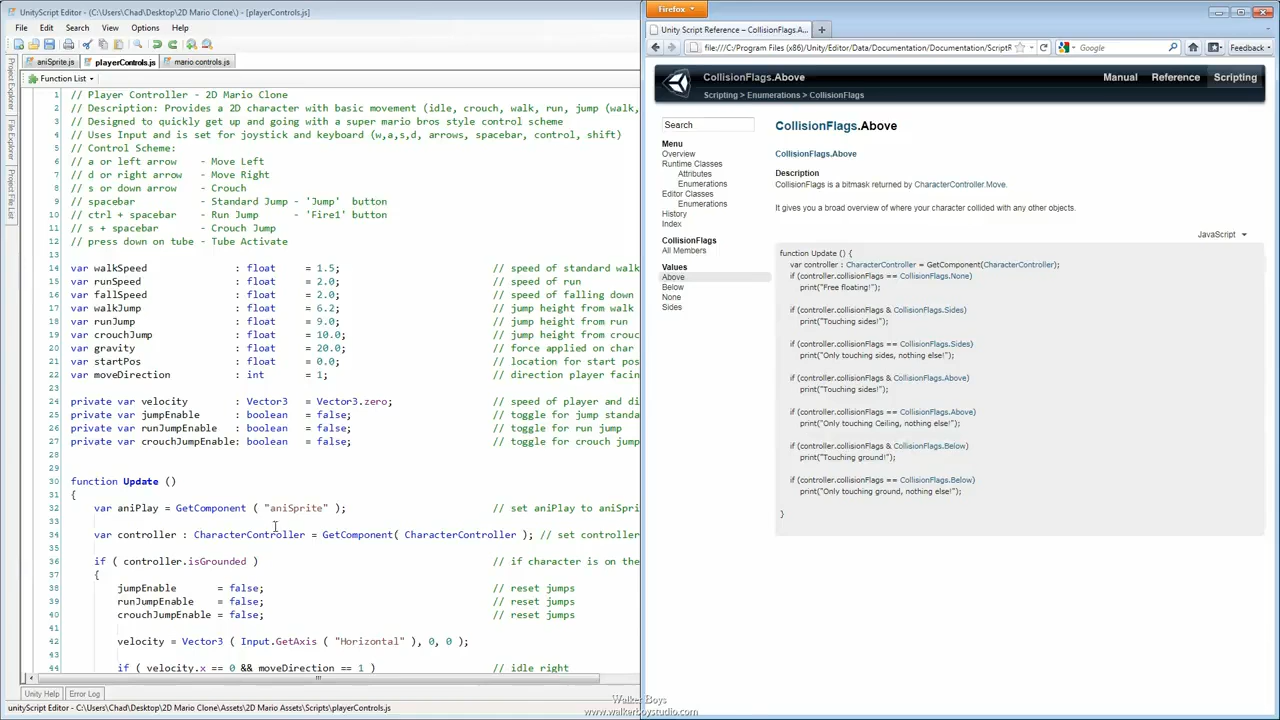 UnityScript Editor - (C:\Users\Chad\Desktop\2D Mario Clone\) - [playerControls.js]
File Edit Search View Options Help
aniSprite.js playerControls.js mario controls.js
Function List
Project Explorer
File Explorer
Project File List
1 // Player Controller - 2D Mario Clone
2 // Description: Provides a 2D character with basic movement (idle, crouch, walk, run, jump (walk,
3 // Designed to quickly get up and going with a super mario bros style control scheme
4 // Uses Input and is set for joystick and keyboard (w,a,s,d, arrows, spacebar, control, shift)
5 // Control Scheme:
6 // a or left arrow - Move Left
7 // d or right arrow - Move Right
8 // s or down arrow - Crouch
9 // spacebar - Standard Jump - 'Jump' button
10 // ctrl + spacebar - Run Jump - 'Fire1' button
11 // s + spacebar - Crouch Jump
12 // press down on tube - Tube Activate
13
14 var walkSpeed : float = 1.5; // speed of standard walk
15 var runSpeed : float = 2.0; // speed of run
16 var fallSpeed : float = 2.0; // speed of falling down
17 var walkJump : float = 6.2; // jump height from walk
18 var runJump : float = 9.0; // jump height from run
19 var crouchJump : float = 10.0; // jump height from crouc
20 var gravity : float = 20.0; // force applied on char
21 var startPos : float = 0.0; // location for start pos
22 var moveDirection : int = 1; // direction player facin
23
24 private var velocity : Vector3 = Vector3.zero; // speed of player and di
25 private var jumpEnable : boolean = false; // toggle for jump standa
26 private var runJumpEnable : boolean = false; // toggle for run jump
27 private var crouchJumpEnable: boolean = false; // toggle for crouch jump
28
29
30 function Update ()
31 {
32 var aniPlay = GetComponent ( "aniSprite" ); // set aniPlay to aniSpri
33
34 var controller : CharacterController = GetComponent( CharacterController ); // set controller
35
36 if ( controller.isGrounded ) // if character is on the
37 {
38 jumpEnable = false; // reset jumps
39 runJumpEnable = false; // reset jumps
40 crouchJumpEnable = false; // reset jumps
41
42 velocity = Vector3 ( Input.GetAxis ( "Horizontal" ), 0, 0 );
43
44 if ( velocity.x == 0 && moveDirection == 1 ) // idle right
Unity Help Error Log
unityScript Editor - C:\Users\Chad\Desktop\2D Mario Clone\Assets\2D Mario Assets\Scripts\playerControls.js
Firefox
Unity Script Reference – CollisionFlags.A...
file:///C:/Program Files (x86)/Unity/Editor/Data/Documentation/Documentation/ScriptR
Google
Feedback
CollisionFlags.Above
Manual Reference Scripting
Scripting > Enumerations > CollisionFlags
Search
Menu
Overview
Runtime Classes
Attributes
Enumerations
Editor Classes
Enumerations
History
Index
CollisionFlags
All Members
Values
Above
Below
None
Sides
CollisionFlags.Above
CollisionFlags.Above
Description
CollisionFlags is a bitmask returned by CharacterController.Move.
It gives you a broad overview of where your character collided with any other objects.
JavaScript
function Update () {
var controller : CharacterController = GetComponent(CharacterController);
if (controller.collisionFlags == CollisionFlags.None)
print("Free floating!");
if (controller.collisionFlags & CollisionFlags.Sides)
print("Touching sides!");
if (controller.collisionFlags == CollisionFlags.Sides)
print("Only touching sides, nothing else!");
if (controller.collisionFlags & CollisionFlags.Above)
print("Touching sides!");
if (controller.collisionFlags == CollisionFlags.Above)
print("Only touching Ceiling, nothing else!");
if (controller.collisionFlags & CollisionFlags.Below)
print("Touching ground!");
if (controller.collisionFlags == CollisionFlags.Below)
print("Only touching ground, nothing else!");
}
Walker Boys
www.walkerboystudio.com